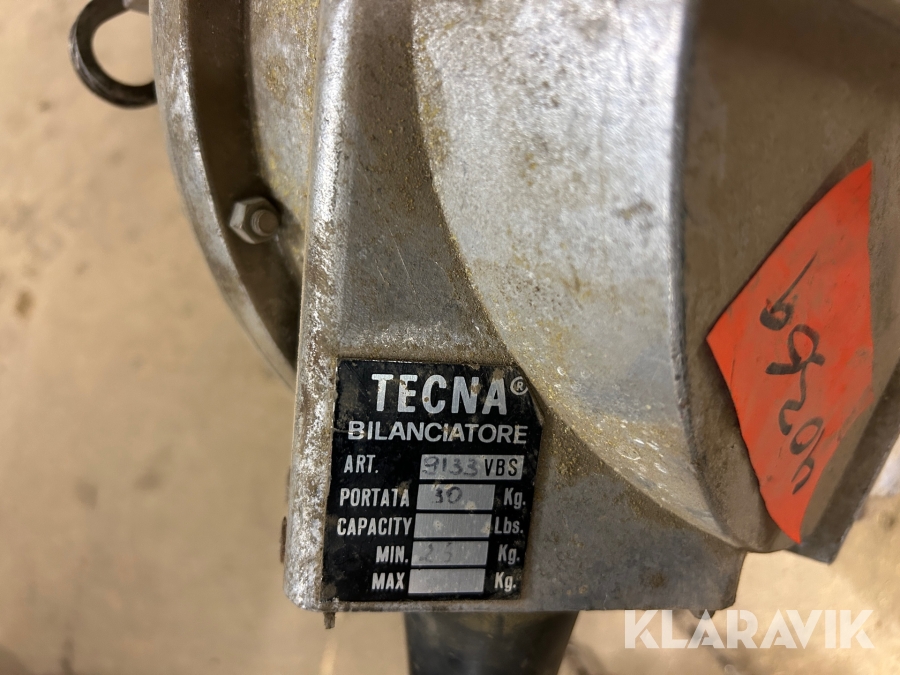 TECNA®
BILANCIATORE
ART. 9133 VBS
PORTATA 30 Kg.
CAPACITY Lbs.
MIN. Kg.
MAX Kg.
KLARAVIK